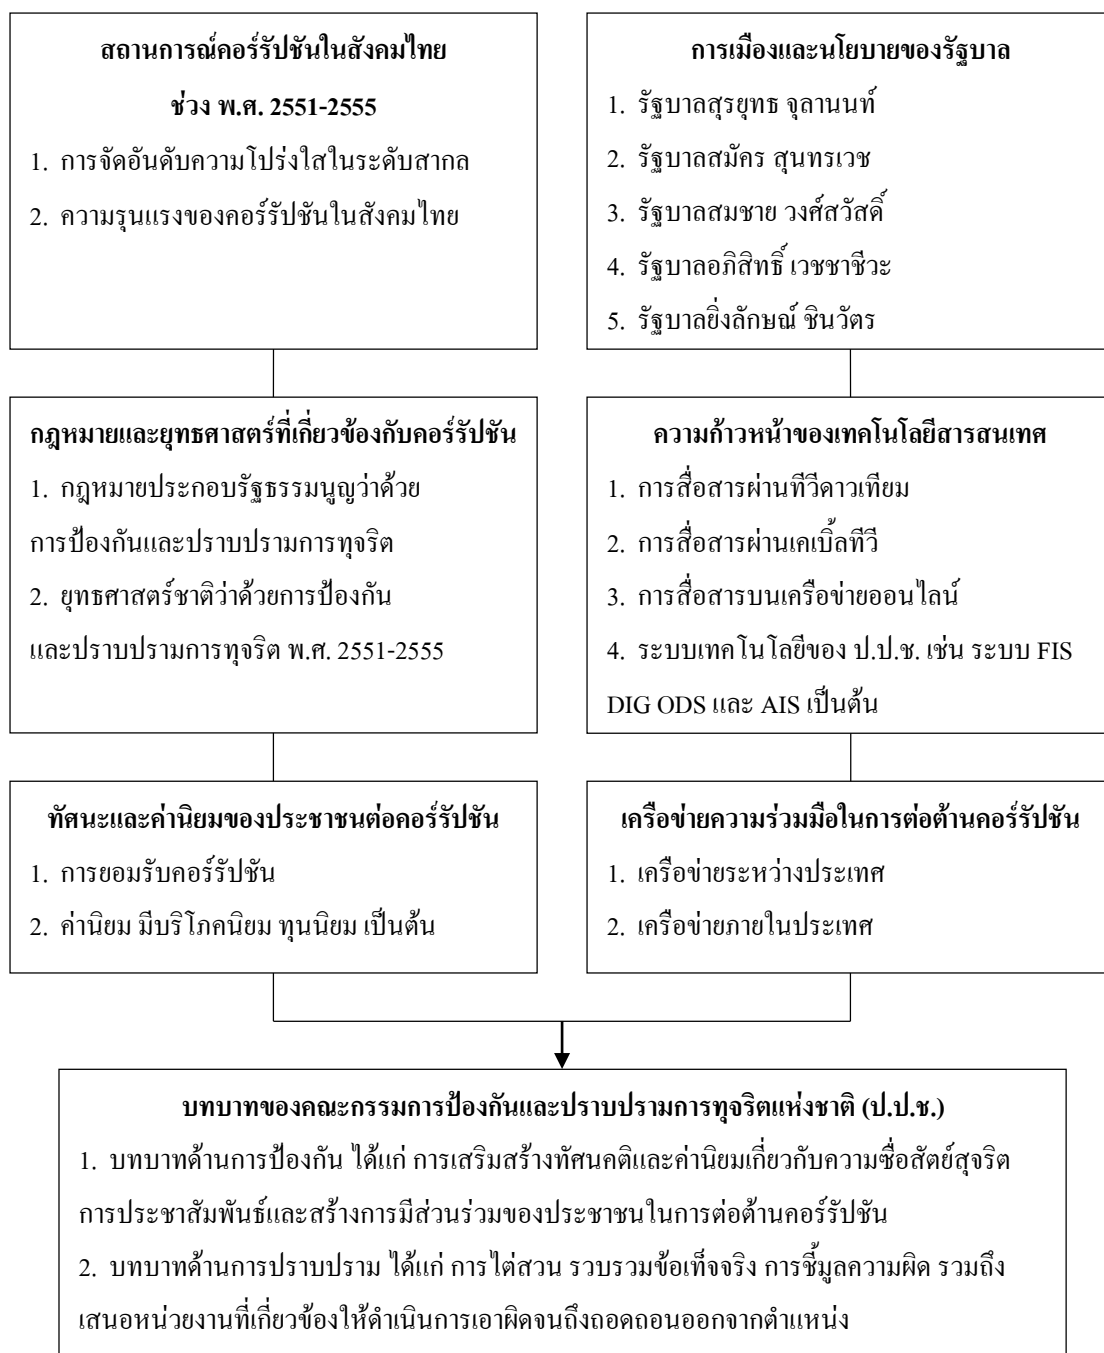 สถานการณ์คอร์รัปชันในสังคมไทย
ช่วง พ.ศ. 2551-2555
1. การจัดอันดับความโปร่งใสในระดับสากล
2. ความรุนแรงของคอร์รัปชันในสังคมไทย
การเมืองและนโยบายของรัฐบาล
1. รัฐบาลสุรยุทธ จุลานนท์
2. รัฐบาลสมัคร สุนทรเวช
3. รัฐบาลสมชาย วงศ์สวัสดิ์
4. รัฐบาลอภิสิทธิ์ เวชชาชีวะ
5. รัฐบาลยิ่งลักษณ์ ชินวัตร
กฎหมายและยุทธศาสตร์ที่เกี่ยวข้องกับคอร์รัปชัน
1. กฎหมายประกอบรัฐธรรมนูญว่าด้วย
การป้องกันและปราบปรามการทุจริต
2. ยุทธศาสตร์ชาติว่าด้วยการป้องกัน
และปราบปรามการทุจริต พ.ศ. 2551-2555
ความก้าวหน้าของเทคโนโลยีสารสนเทศ
1. การสื่อสารผ่านทีวีดาวเทียม
2. การสื่อสารผ่านเคเบิ้ลทีวี
3. การสื่อสารบนเครือข่ายออนไลน์
4. ระบบเทคโนโลยีของ ป.ป.ช. เช่น ระบบ FIS
DIG ODS และ AIS เป็นต้น
ทัศนะและค่านิยมของประชาชนต่อคอร์รัปชัน
1. การยอมรับคอร์รัปชัน
2. ค่านิยม มีบริโภคนิยม ทุนนิยม เป็นต้น
เครือข่ายความร่วมมือในการต่อต้านคอร์รัปชัน
1. เครือข่ายระหว่างประเทศ
2. เครือข่ายภายในประเทศ
บทบาทของคณะกรรมการป้องกันและปราบปรามการทุจริตแห่งชาติ (ป.ป.ช.)
1. บทบาทด้านการป้องกัน ได้แก่ การเสริมสร้างทัศนคติและค่านิยมเกี่ยวกับความซื่อสัตย์สุจริต
การประชาสัมพันธ์และสร้างการมีส่วนร่วมของประชาชนในการต่อต้านคอร์รัปชัน
2. บทบาทด้านการปราบปราม ได้แก่ การไต่สวน รวบรวมข้อเท็จจริง การชี้มูลความผิด รวมถึง
เสนอหน่วยงานที่เกี่ยวข้องให้ดำเนินการเอาผิดจนถึงถอดถอนออกจากตำแหน่ง